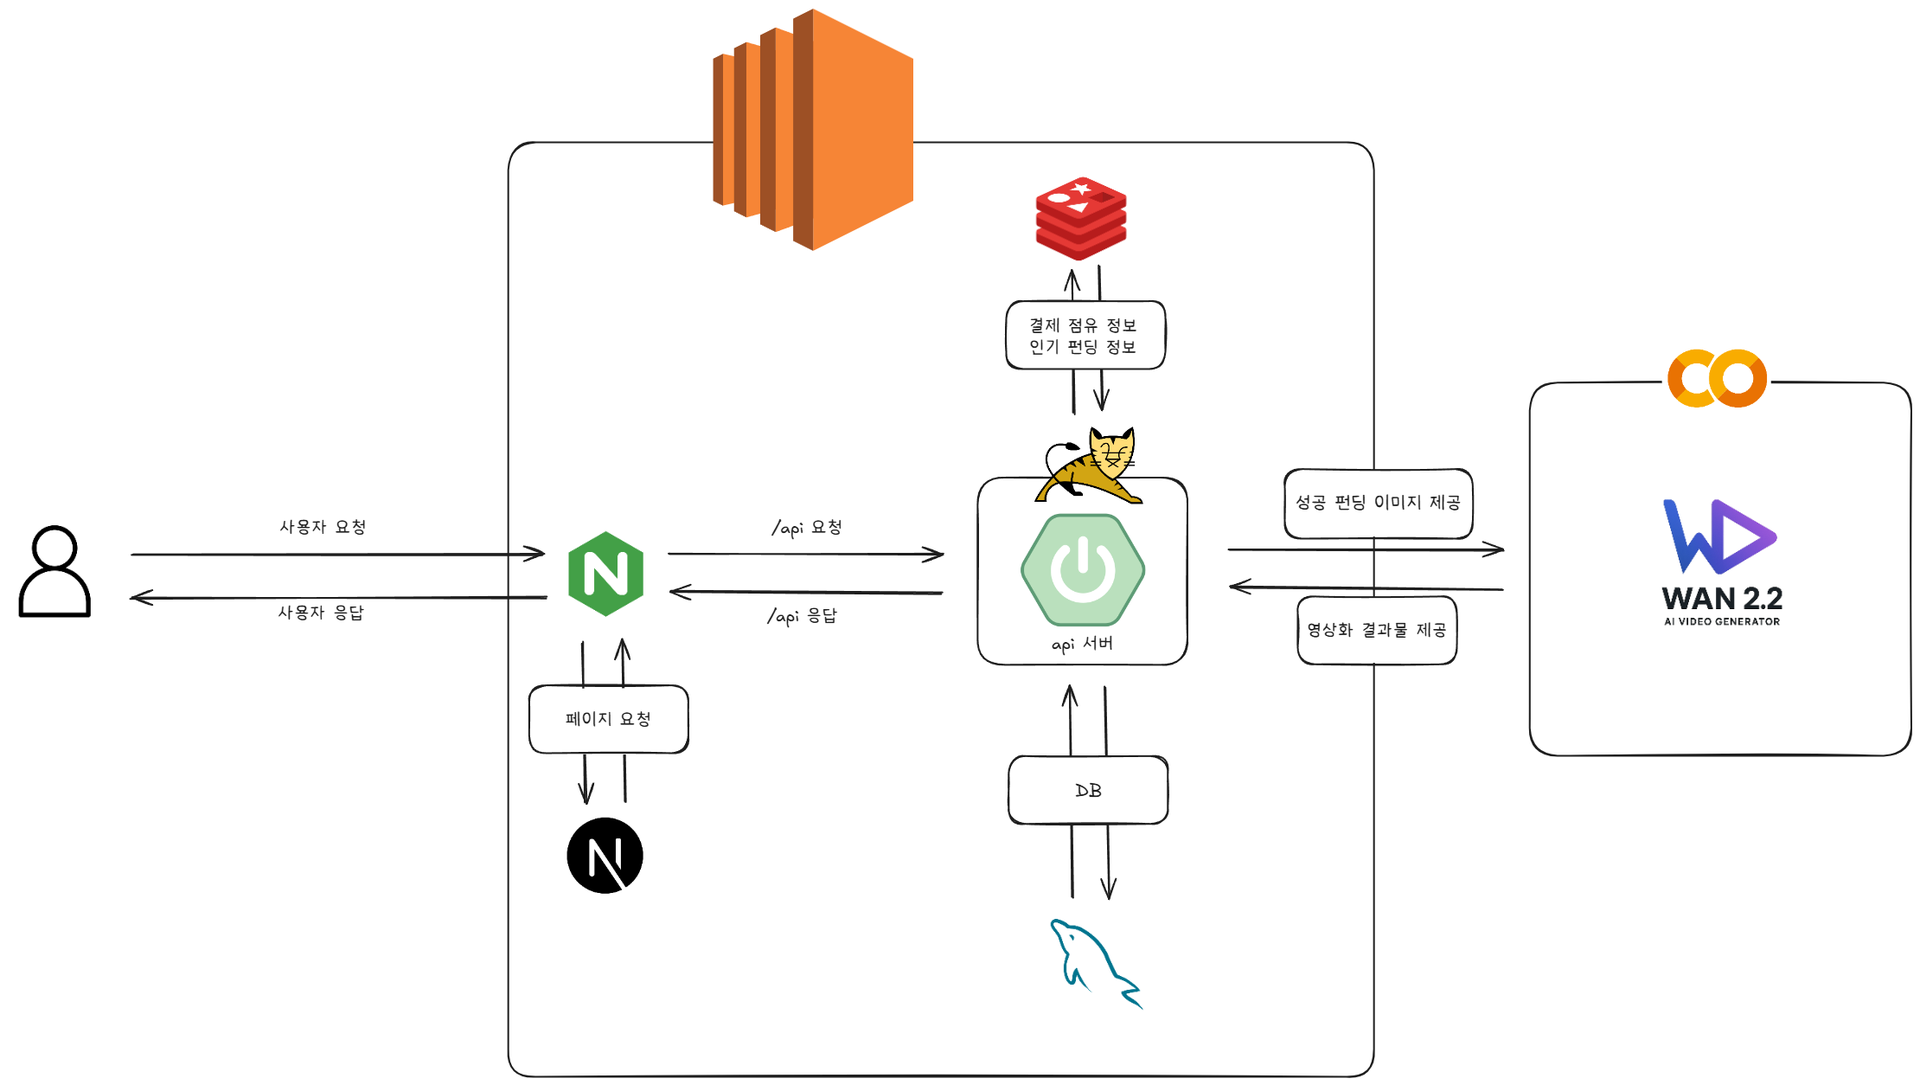 결제 점유 정보
인기 펀딩 정보
사용자 요청
사용자 응답
/api 요청
/api 응답
api 서버
성공 펀딩 이미지 제공
영상화 결과물 제공
WAN 2.2
AI VIDEO GENERATOR
페이지 요청
DB